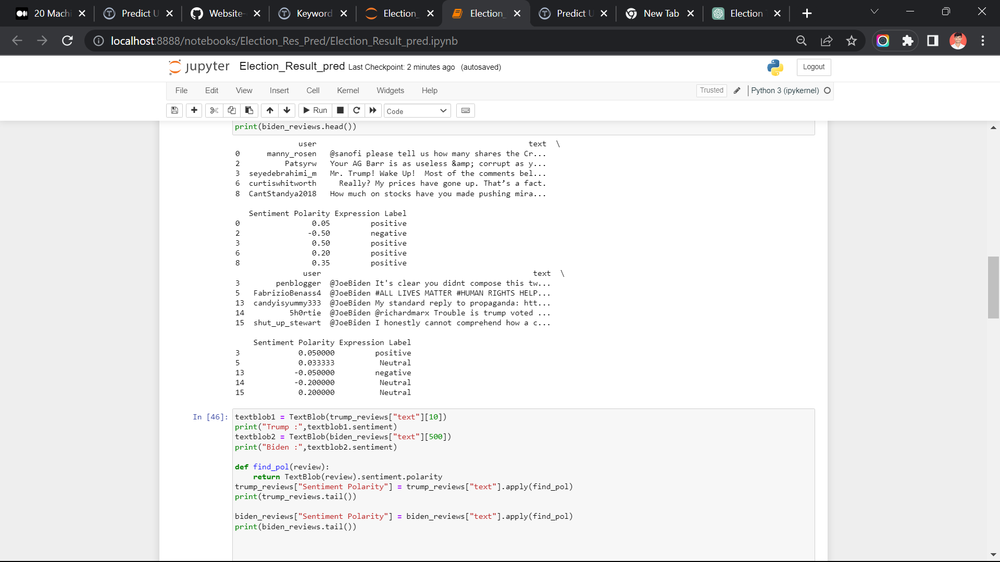 20 Machi
Predict U
Website-
Keyword
Election_
Election_
Predict U
New Tab
Election
localhost:8888/notebooks/Election_Res_Pred/Election_Result_pred.ipynb
jupyter Election_Result_pred Last Checkpoint: 2 minutes ago (autosaved)
Logout
File Edit View Insert Cell Kernel Widgets Help
Trusted
Python 3 (ipykernel)
Run
Code
print(biden_reviews.head())
user text \
0 manny_rosen @sanofi please tell us how many shares the Cr...
2 Patsyrw Your AG Barr is as useless &amp; corrupt as y...
3 seyedebrahimi_m Mr. Trump! Wake Up! Most of the comments bel...
6 curtiswhitworth Really? My prices have gone up. That’s a fact.
8 CantStandya2018 How much on stocks have you made pushing mira...
Sentiment Polarity Expression Label
0 0.05 positive
2 -0.50 negative
3 0.50 positive
6 0.20 positive
8 0.35 positive
user text \
3 penblogger @JoeBiden It's clear you didnt compose this tw...
5 FabrizioBenass4 @JoeBiden #ALL LIVES MATTER #HUMAN RIGHTS HELP...
13 candyisyummy333 @JoeBiden My standard reply to propaganda: htt...
14 5h0rtie @JoeBiden @richardmarx Trouble is trump voted ...
15 shut_up_stewart @JoeBiden I honestly cannot comprehend how a c...
Sentiment Polarity Expression Label
3 0.050000 positive
5 0.033333 Neutral
13 -0.050000 negative
14 -0.200000 Neutral
15 0.200000 Neutral
In [46]: textblob1 = TextBlob(trump_reviews["text"][10])
print("Trump :",textblob1.sentiment)
textblob2 = TextBlob(biden_reviews["text"][500])
print("Biden :",textblob2.sentiment)
def find_pol(review):
return TextBlob(review).sentiment.polarity
trump_reviews["Sentiment Polarity"] = trump_reviews["text"].apply(find_pol)
print(trump_reviews.tail())
biden_reviews["Sentiment Polarity"] = biden_reviews["text"].apply(find_pol)
print(biden_reviews.tail())